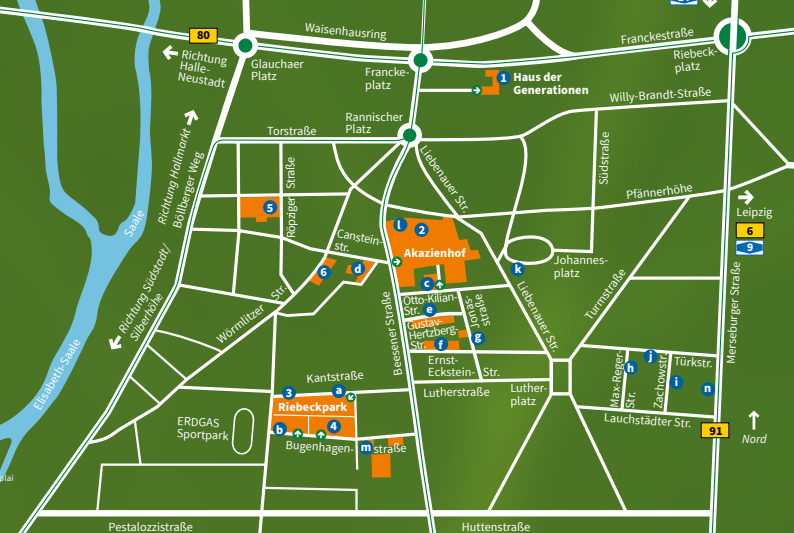 80
Waisenhausring
Franckestraße
Richtung
Halle-
Neustadt
Glauchaer
Platz
Francke-
platz
Riebeck-
platz
1
Haus der
Generationen
Willy-Brandt-Straße
Rannischer
Platz
Torstraße
Richtung Hallmarkt
Böllberger Weg
Röpziger Straße
Liebenauer Str.
Südstraße
Pfännerhöhe
Leipzig
6
9
Saale
5
l
2
Akazienhof
Canstein-
str.
6
d
c
k
Johannes-
platz
Richtung Südstadt/
Silberhöhe
Wörmlitzer Str.
Beesener Straße
Otto-Kilian-
Str.
e
Gustav-
Hertzberg-
Str.
f
Jonas-
straße
g
Liebenauer Str.
Turmstraße
Merseburger Straße
Ernst-
Eckstein- Str.
Elisabeth-Saale
Kantstraße
Lutherstraße
Luther-
platz
Max-Reger-
Str.
h
j
Zachowstr.
Türkstr.
i
n
3
a
Riebeckpark
b
4
ERDGAS
Sportpark
Bugenhagen-
m
straße
Lauchstädter Str.
91
Nord
plai
Pestalozzistraße
Huttenstraße